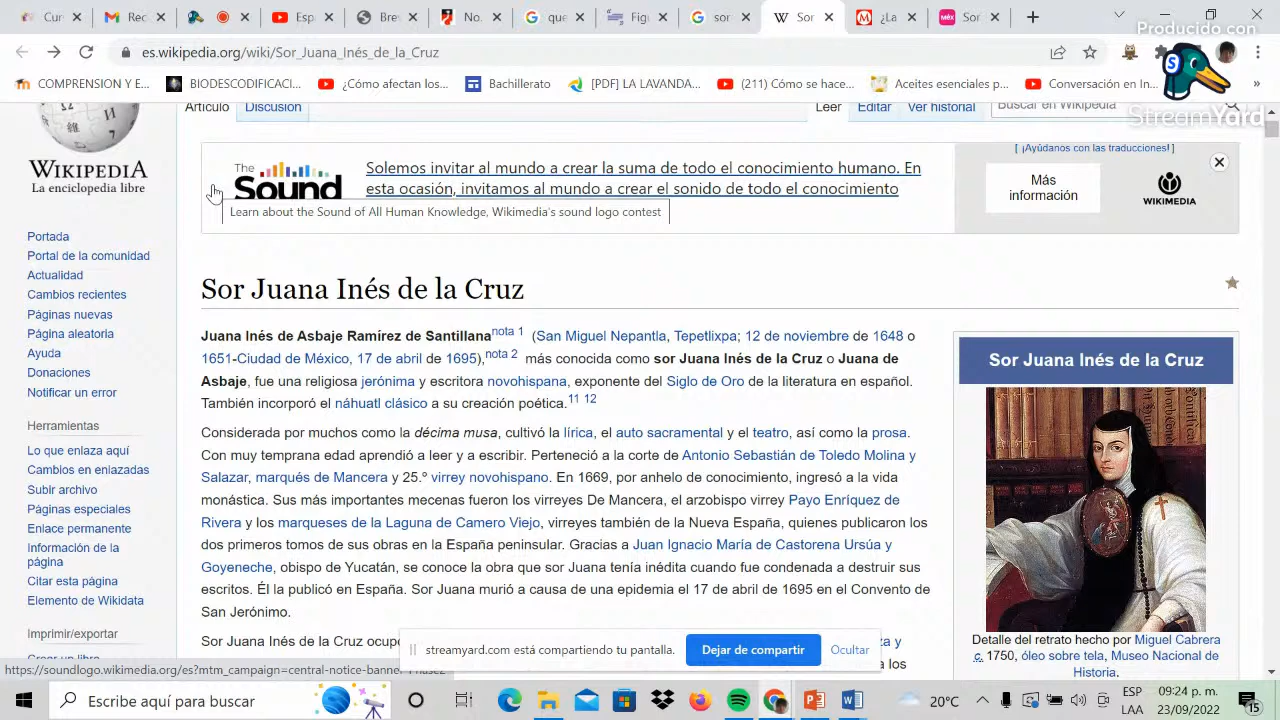 Espa
Rec
Bre
No.
que
Figu
sor
Sor
¿La
Sor
Producido con
es.wikipedia.org/wiki/Sor_Juana_Inés_de_la_Cruz
COMPRENSION Y E...
BIODESCODIFICACI...
¿Cómo afectan los...
Bachillerato
[PDF] LA LAVANDA...
(211) Cómo se hace...
Aceites esenciales p...
Conversación en In...
»
StreamYard
Artículo
Discusión
Leer
Editar
Ver historial
Buscar en Wikipedia
WIKIPEDIA
La enciclopedia libre
The
Sound
Solemos invitar al mundo a crear la suma de todo el conocimiento humano. En
esta ocasión, invitamos al mundo a crear el sonido de todo el conocimiento
Learn about the Sound of All Human Knowledge, Wikimedia's sound logo contest
[ ¡Ayúdanos con las traducciones! ]
Más
información
WIKIMEDIA
Portada
Portal de la comunidad
Actualidad
Cambios recientes
Páginas nuevas
Página aleatoria
Ayuda
Donaciones
Notificar un error
Herramientas
Lo que enlaza aquí
Cambios en enlazadas
Subir archivo
Páginas especiales
Enlace permanente
Información de la
página
Citar esta página
Elemento de Wikidata
Imprimir/exportar
Crear un libro
Sor Juana Inés de la Cruz
Juana Inés de Asbaje Ramírez de Santillana nota 1 (San Miguel Nepantla, Tepetlixpa; 12 de noviembre de 1648 o
1651-Ciudad de México, 17 de abril de 1695), nota 2 más conocida como sor Juana Inés de la Cruz o Juana de
Asbaje, fue una religiosa jerónima y escritora novohispana, exponente del Siglo de Oro de la literatura en español.
También incorporó el náhuatl clásico a su creación poética. 11 12
Considerada por muchos como la décima musa, cultivó la lírica, el auto sacramental y el teatro, así como la prosa.
Con muy temprana edad aprendió a leer y a escribir. Perteneció a la corte de Antonio Sebastián de Toledo Molina y
Salazar, marqués de Mancera y 25.º virrey novohispano. En 1669, por anhelo de conocimiento, ingresó a la vida
monástica. Sus más importantes mecenas fueron los virreyes De Mancera, el arzobispo virrey Payo Enríquez de
Rivera y los marqueses de la Laguna de Camero Viejo, virreyes también de la Nueva España, quienes publicaron los
dos primeros tomos de sus obras en la España peninsular. Gracias a Juan Ignacio María de Castorena Ursúa y
Goyeneche, obispo de Yucatán, se conoce la obra que sor Juana tenía inédita cuando fue condenada a destruir sus
escritos. Él la publicó en España. Sor Juana murió a causa de una epidemia el 17 de abril de 1695 en el Convento de
San Jerónimo.
Sor Juana Inés de la Cruz ocupó
Sor Juana Inés de la Cruz
Detalle del retrato hecho por Miguel Cabrera
c. 1750, óleo sobre tela, Museo Nacional de
Historia.
streamyard.com está compartiendo tu pantalla.
Dejar de compartir
Ocultar
https://soundlogo.wikimedia.org/es?mtm_campaign=central-notice-banner-Phase2
Escribe aquí para buscar
20°C
ESP
LAA
09:24 p. m.
23/09/2022
15